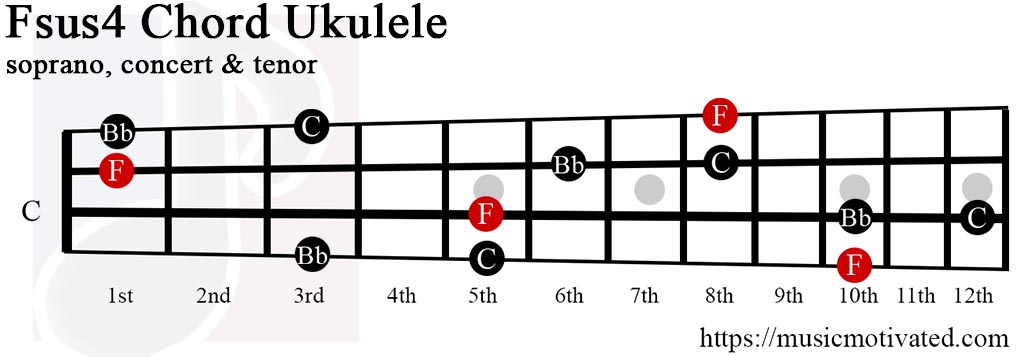 Fsus4 Chord Ukulele
soprano, concert & tenor
Bb C F
F Bb C
C F Bb C
Bb C F
1st 2nd 3rd 4th 5th 6th 7th 8th 9th 10th 11th 12th
https://musicmotivated.com